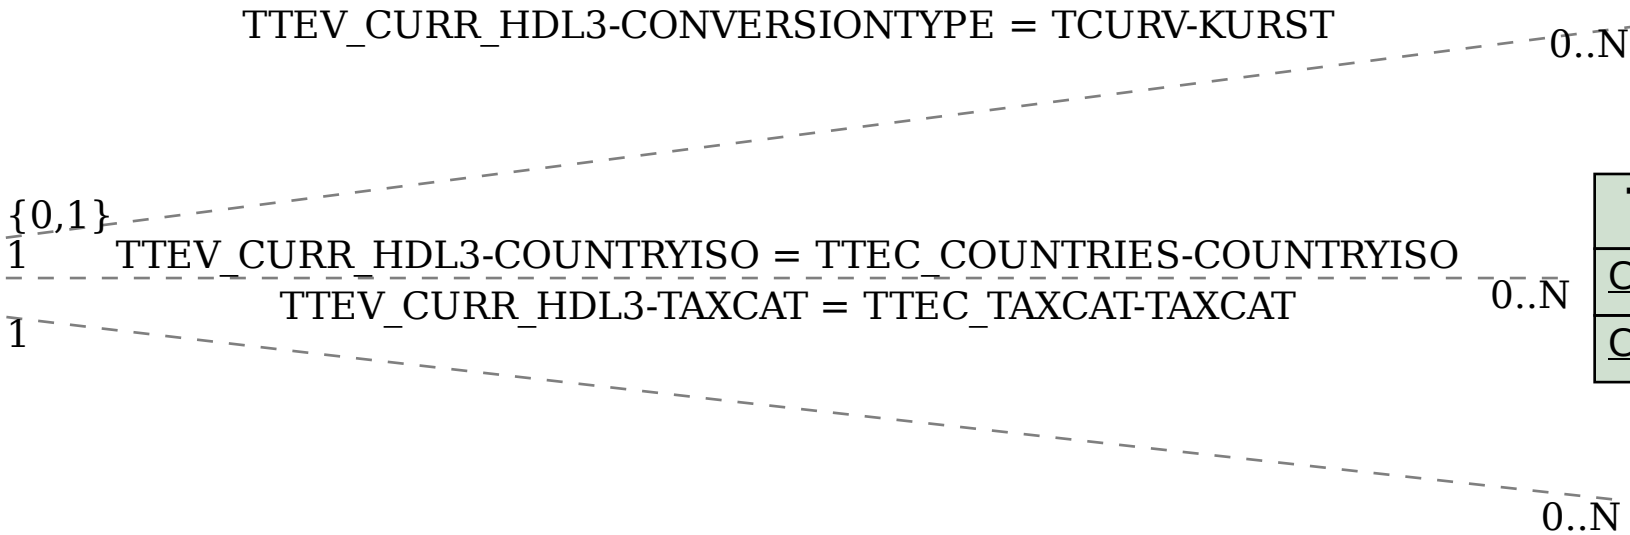 TTEV_CURR_HDL3-CONVERSIONTYPE = TCURV-KURST
0..N
{0,1}
1
TTEV_CURR_HDL3-COUNTRYISO = TTEC_COUNTRIES-COUNTRYISO
0..N
TTEV_CURR_HDL3-TAXCAT = TTEC_TAXCAT-TAXCAT
1
0..N